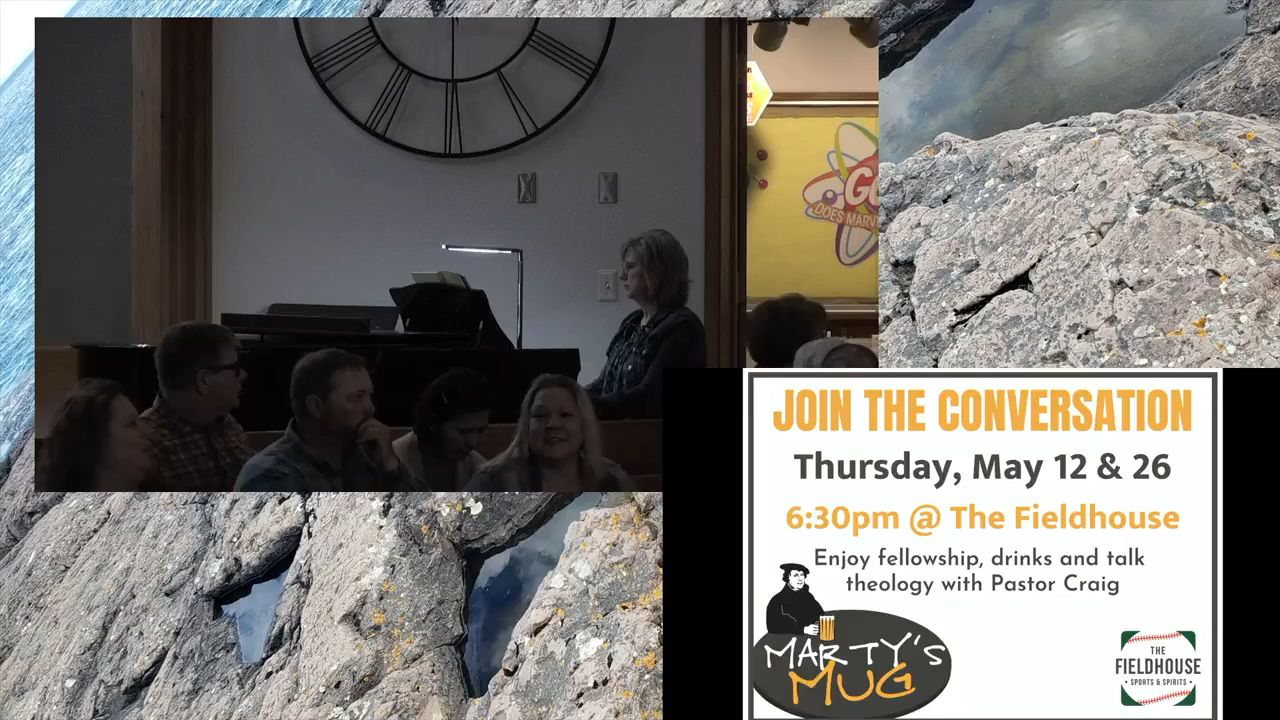 DOES MARV
JOIN THE CONVERSATION
Thursday, May 12 & 26
6:30pm @ The Fieldhouse
Enjoy fellowship, drinks and talk
theology with Pastor Craig
MARTY'S
MUG
THE
FIELDHOUSE
• SPORTS & SPIRITS •